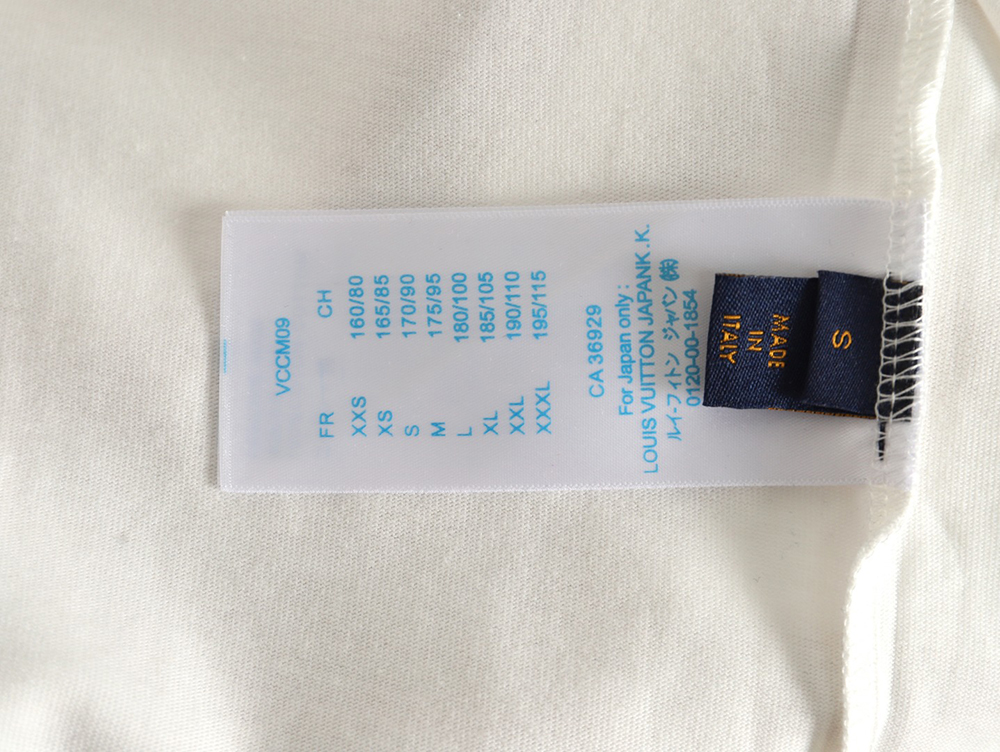 VCCM09
FR CH
XXS 160/80
XS 165/85
S 170/90
M 175/95
L 180/100
XL 185/105
XXL 190/110
XXXL 195/115
CA 36929
For Japan only :
LOUIS VUITTON JAPANK .K.
ルイ-フィトン ジャパン (株)
0120-00-1854
MADE
IN
ITALY
S